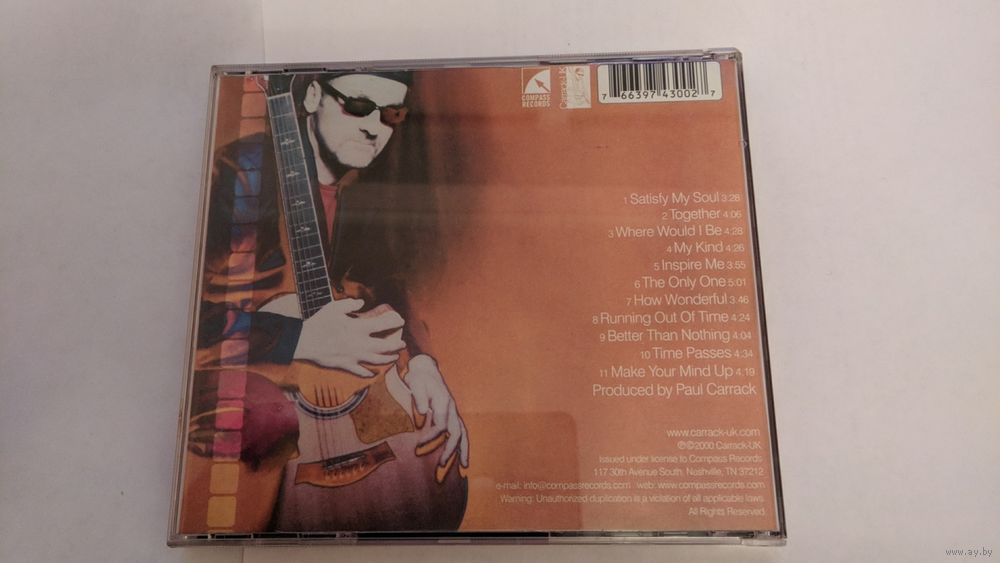 COMPASS
RECORDS
Carrack-UK
7 66397 43002 7
1 Satisfy My Soul 3:28
2 Together 4:06
3 Where Would I Be 4:28
4 My Kind 4:26
5 Inspire Me 3:55
6 The Only One 5:01
7 How Wonderful 3:46
8 Running Out Of Time 4:24
9 Better Than Nothing 4:04
10 Time Passes 4:34
11 Make Your Mind Up 4:19
Produced by Paul Carrack
www.carrack-uk.com
℗©2000 Carrack-UK
Issued under license to Compass Records
117 30th Avenue South, Nashville, TN 37212
e-mail: info@compassrecords.com web: www.compassrecords.com
Warning: Unauthorized duplication is a violation of all applicable laws
All Rights Reserved
www.ay.by